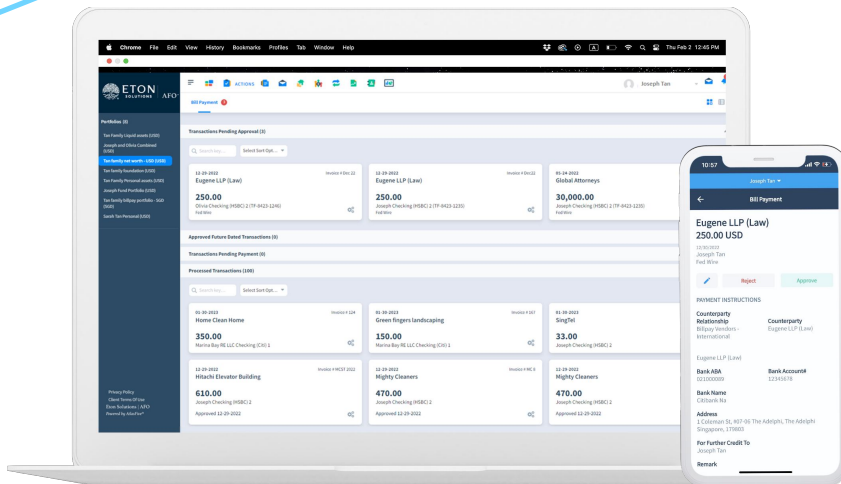 Chrome File Edit View History Bookmarks Profiles Tab Window Help
A
Thu Feb 2 12:45 PM
ETON
SOLUTIONS
AFO
ACTIONS
Joseph Tan
Bill Payment
Portfolios (USD)
Tan Family Liquid assets (USD)
Joseph and Olivia Combined
(USD)
Tan family net worth - USD (USD)
Tan family foundation (USD)
Tan Family Personal assets (USD)
Joseph Fund Portfolio (USD)
Tan family billpay portfolio - SGD
(SGD)
Sarah Tan Personal (USD)
Privacy Policy
Client Terms Of Use
Eton Solutions | AFO
Transactions Pending Approval (3)
Select Sort Opt...
12-29-2022 Invoice # Dec 22
Eugene LLP (Law)
250.00
Olivia Checking (HSBC) 2 (TF-8423-1246)
Fed Wire
12-29-2022 Invoice # Dec22
Eugene LLP (Law)
250.00
Joseph Checking (HSBC) 2 (TF-8423-1235)
Fed Wire
05-24-2022
Global Attorneys
30,000.00
Joseph Checking (HSBC) 2 (TF-8423-1235)
Fed Wire
Approved Future Dated Transactions (0)
Transactions Pending Payment (0)
Processed Transactions (100)
Select Sort Opt...
01-30-2023 Invoice # 124
Home Clean Home
350.00
Marina Bay RE LLC Checking (Citi) 1
01-30-2023 Invoice # 567
Green fingers landscaping
150.00
Marina Bay RE LLC Checking (Citi) 1
01-30-2023
SingTel
33.00
Joseph Checking (HSBC) 2
12-29-2022 Invoice # MCST 2022
Hitachi Elevator Building
610.00
Joseph Checking (HSBC) 2
Approved 12-29-2022
12-29-2022
Mighty Cleaners
470.00
Joseph Checking (HSBC) 2
Approved 12-29-2022
12-29-2022
Mighty Cleaners
470.00
Joseph Checking (HSBC) 2
Approved 12-29-2022
10:57
Joseph Tan
Bill Payment
Eugene LLP (Law)
250.00 USD
12/30/2022
Joseph Tan
Fed Wire
Reject Approve
PAYMENT INSTRUCTIONS
Counterparty
Relationship
Billpay Vendors -
International
Counterparty
Eugene LLP (Law)
Eugene LLP (Law)
Bank ABA
021000089
Bank Account#
12345678
Bank Name
Citibank Na
Address
1 Coleman St, #07-06 The Adelphi, The Adelphi
Singapore, 179803
For Further Credit To
Joseph Tan
Remark